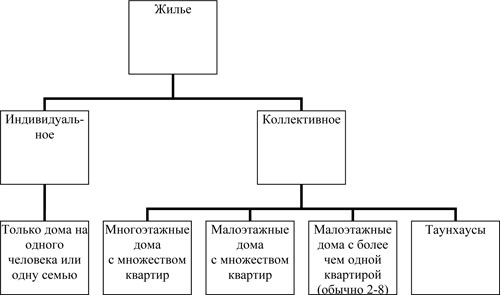 Жилье
Индивидуаль-
ное
Коллективное
Только дома на
одного
человека или
одну семью
Многоэтажные
дома
с множеством
квартир
Малоэтажные
дома
с множеством
квартир
Малоэтажные
дома с более
чем одной
квартирой
(обычно 2-8)
Таунхаусы